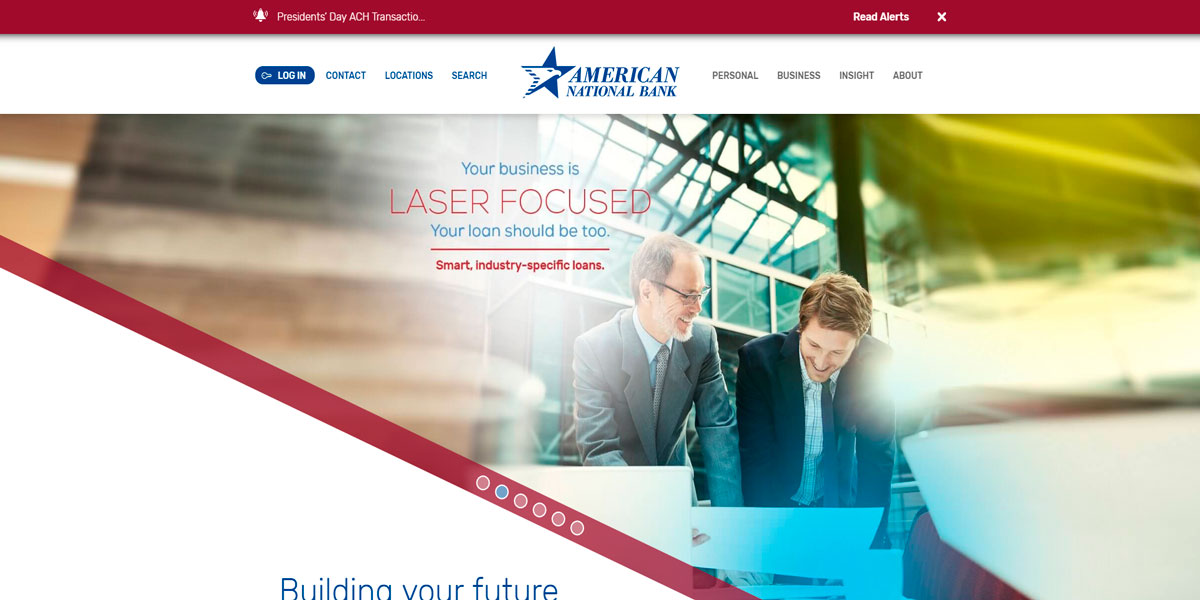 Presidents' Day ACH Transactio...
Read Alerts
LOG IN
CONTACT
LOCATIONS
SEARCH
AMERICAN
NATIONAL BANK
PERSONAL
BUSINESS
INSIGHT
ABOUT
Your business is
LASER FOCUSED
Your loan should be too.
Smart, industry-specific loans.
Building your future